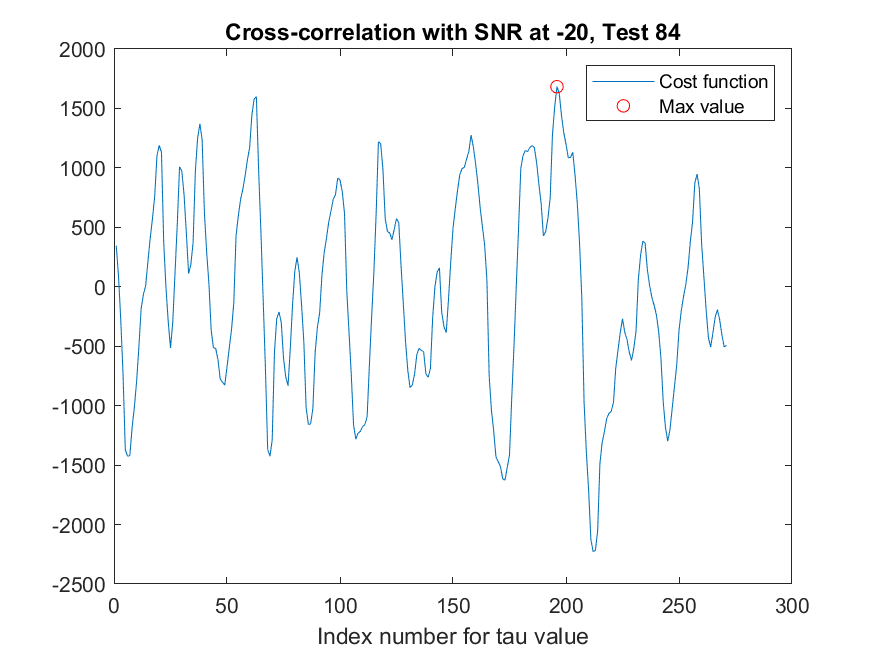 Cross-correlation with SNR at -20, Test 84
2000
1500
1000
500
0
-500
-1000
-1500
-2000
-2500
Cost function
Max value
0 50 100 150 200 250 300
Index number for tau value